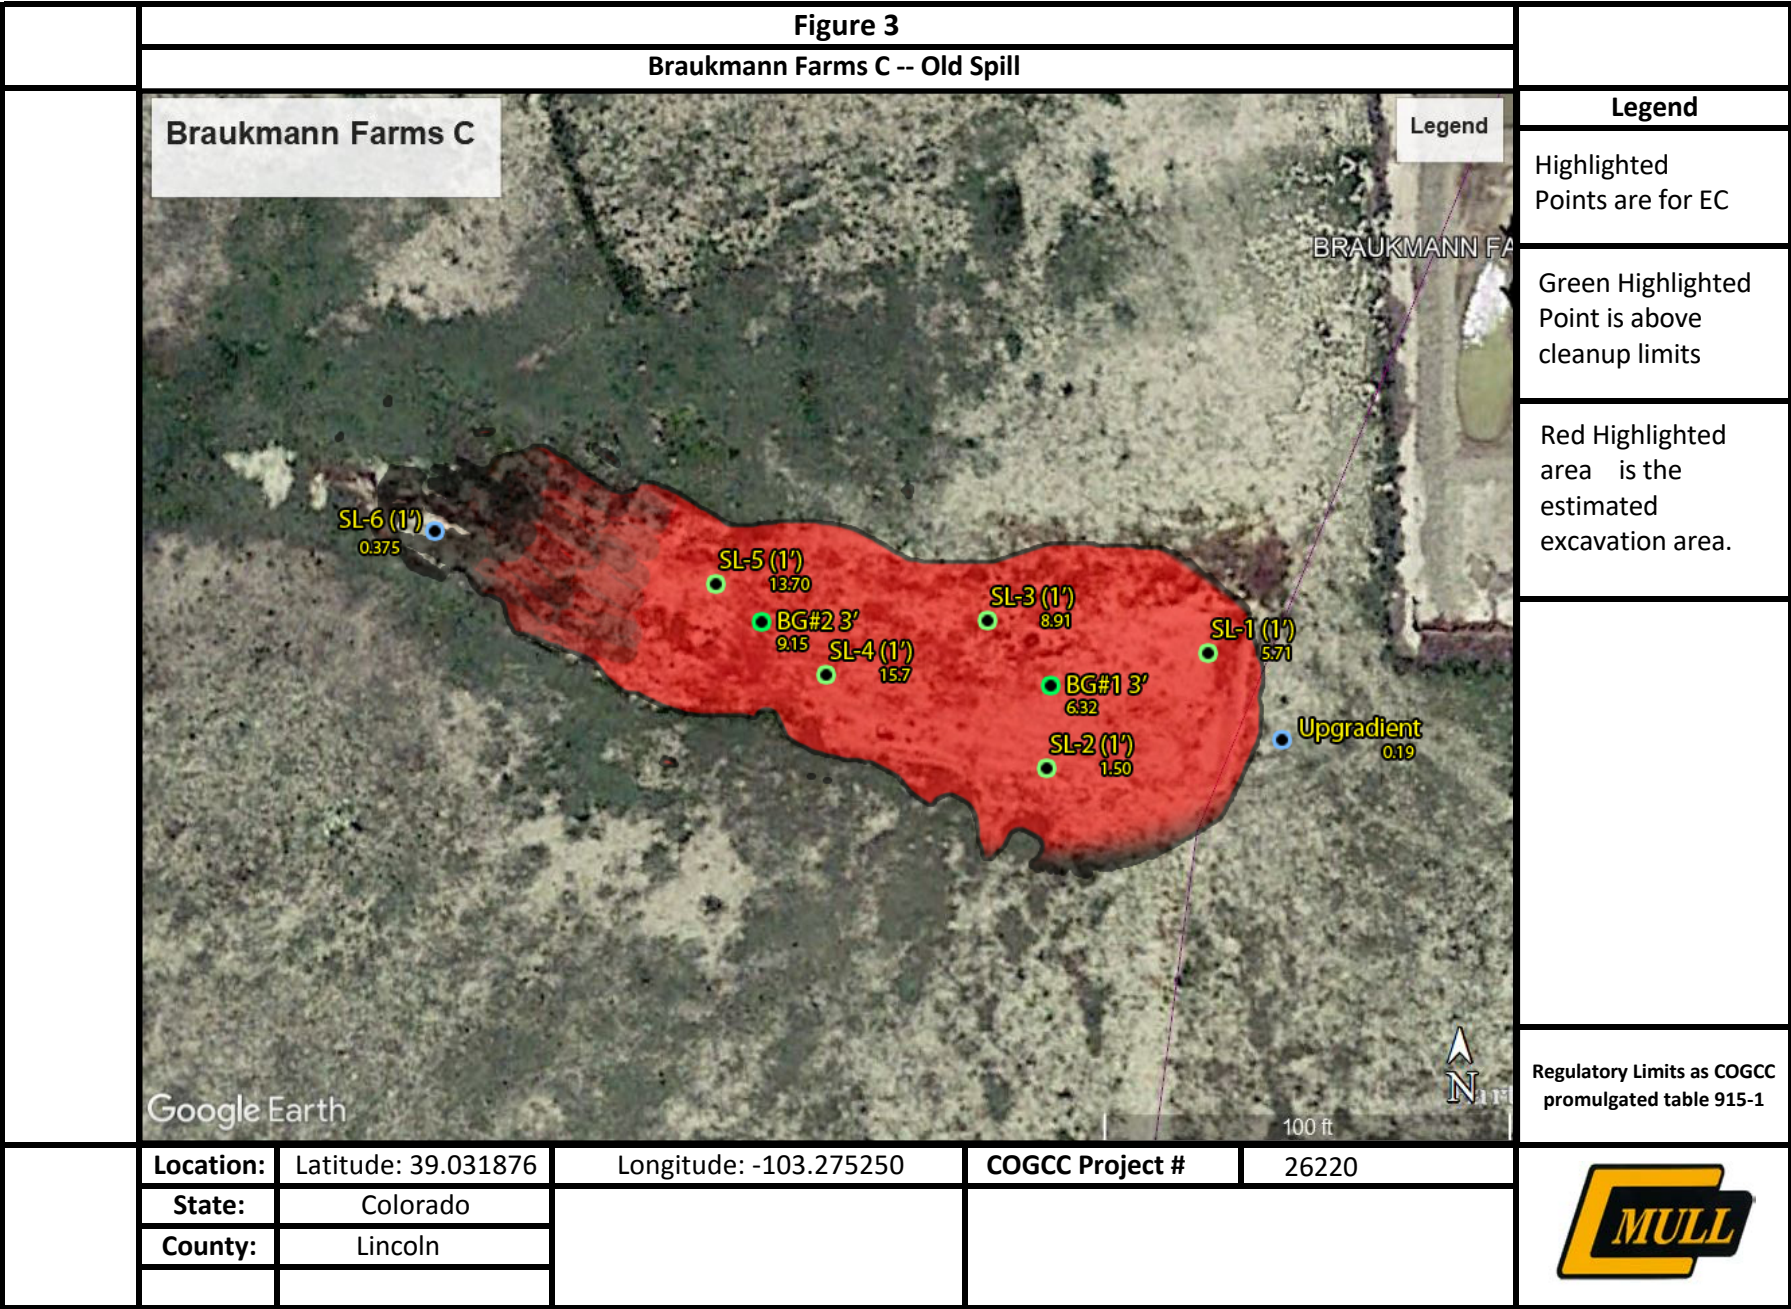 Figure 3
Braukmann Farms C -- Old Spill
Braukmann Farms C
Legend
BRAUKMANN FA
SL-6 (1')
0.375
SL-5 (1')
13.70
BG#2 3'
9.15
SL-4 (1')
15.7
SL-3 (1')
8.91
SL-1 (1')
5.71
BG#1 3'
6.32
SL-2 (1')
1.50
Upgradient
0.19
Google Earth
N
100 ft
Legend
Highlighted
Points are for EC
Green Highlighted
Point is above
cleanup limits
Red Highlighted
area is the
estimated
excavation area.
Regulatory Limits as COGCC
promulgated table 915-1
Location: Latitude: 39.031876 Longitude: -103.275250 COGCC Project # 26220
State: Colorado
County: Lincoln
MULL